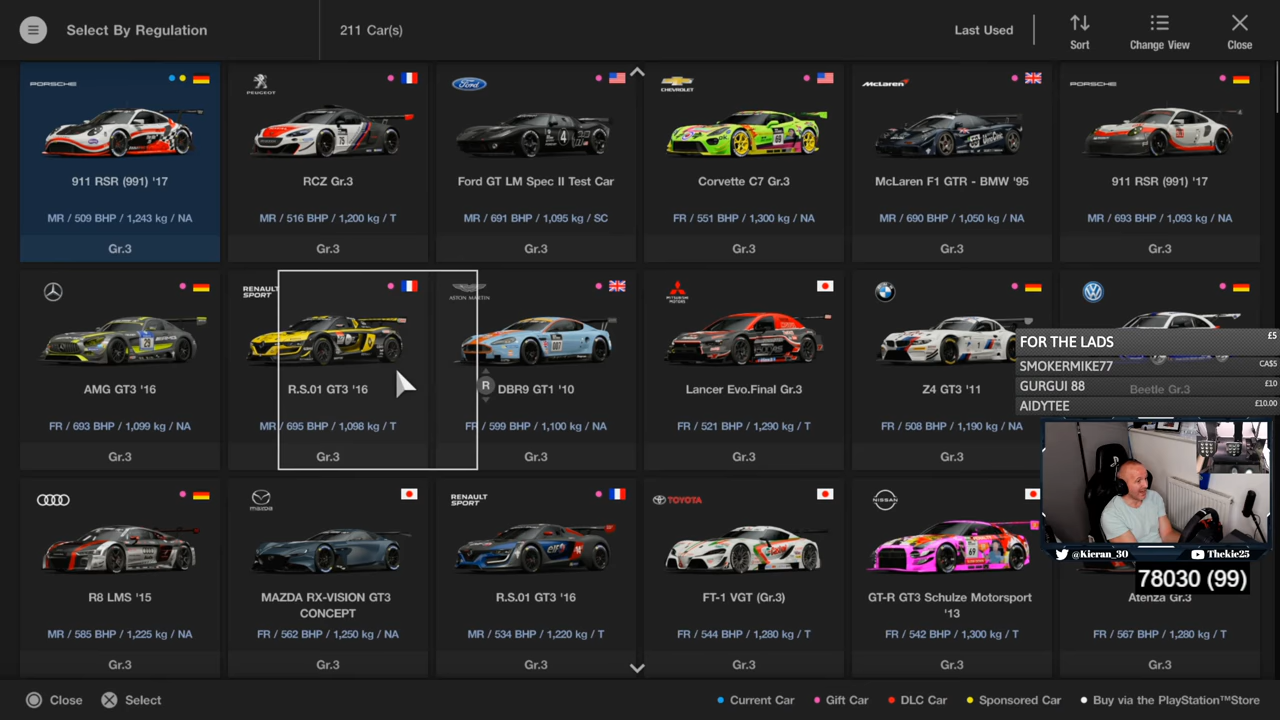 Select By Regulation
211 Car(s)
Last Used
Sort
Change View
Close
PORSCHE
911 RSR (991) '17
MR / 509 BHP / 1,243 kg / NA
Gr.3
PEUGEOT
RCZ Gr.3
MR / 516 BHP / 1,200 kg / T
Gr.3
Ford
Ford GT LM Spec II Test Car
MR / 691 BHP / 1,095 kg / SC
Gr.3
CHEVROLET
Corvette C7 Gr.3
FR / 551 BHP / 1,300 kg / NA
Gr.3
McLaren
McLaren F1 GTR - BMW '95
MR / 690 BHP / 1,050 kg / NA
Gr.3
PORSCHE
911 RSR (991) '17
MR / 693 BHP / 1,093 kg / NA
Gr.3
AMG GT3 '16
FR / 693 BHP / 1,099 kg / NA
Gr.3
RENAULT SPORT
R.S.01 GT3 '16
MR / 695 BHP / 1,098 kg / T
Gr.3
ASTON MARTIN
R
DBR9 GT1 '10
FR / 599 BHP / 1,100 kg / NA
Gr.3
MITSUBISHI
MOTORS
Lancer Evo.Final Gr.3
FR / 521 BHP / 1,290 kg / T
Gr.3
Z4 GT3 '11
FR / 508 BHP / 1,190 kg / NA
Gr.3
Beetle Gr.3
FOR THE LADS £5
SMOKERMIKE77 CA$5
GURGUI 88 £10
AIDYTEE £10.00
R8 LMS '15
MR / 585 BHP / 1,225 kg / NA
Gr.3
mazda
MAZDA RX-VISION GT3
CONCEPT
FR / 562 BHP / 1,250 kg / NA
Gr.3
RENAULT
SPORT
R.S.01 GT3 '16
MR / 534 BHP / 1,220 kg / T
Gr.3
TOYOTA
FT-1 VGT (Gr.3)
FR / 544 BHP / 1,280 kg / T
Gr.3
NISSAN
GT-R GT3 Schulze Motorsport
'13
FR / 542 BHP / 1,300 kg / T
Gr.3
@Kieran_30
Thekie25
78030 (99)
Atenza Gr.3
FR / 567 BHP / 1,280 kg / T
Gr.3
Close
Select
Current Car
Gift Car
DLC Car
Sponsored Car
Buy via the PlayStation™Store